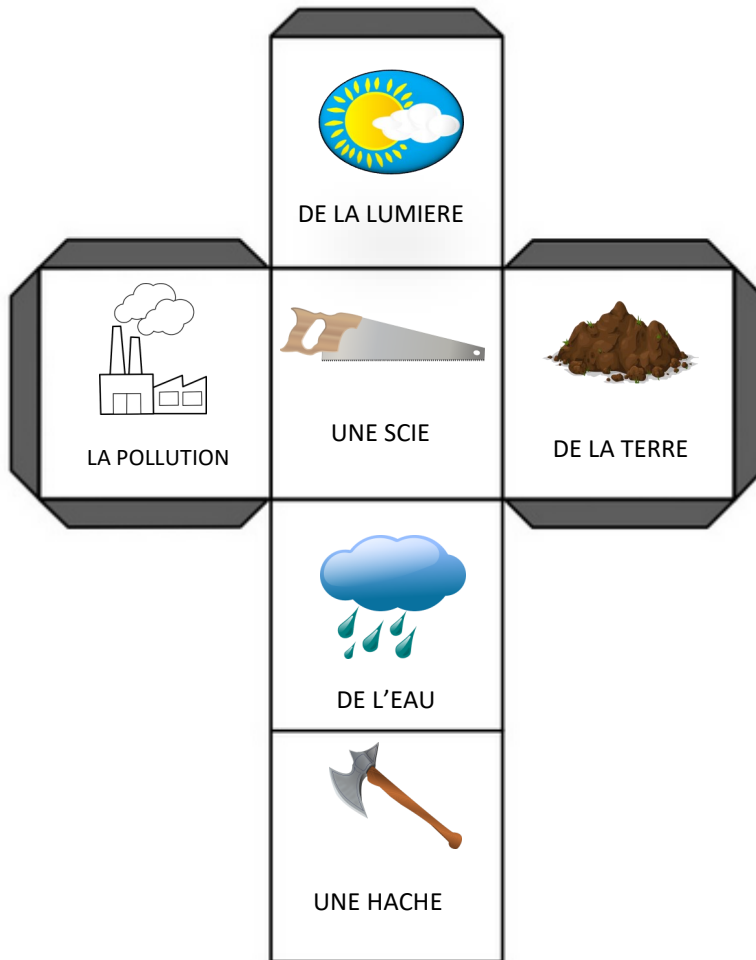 DE LA LUMIERE
LA POLLUTION
UNE SCIE
DE LA TERRE
DE L’EAU
UNE HACHE